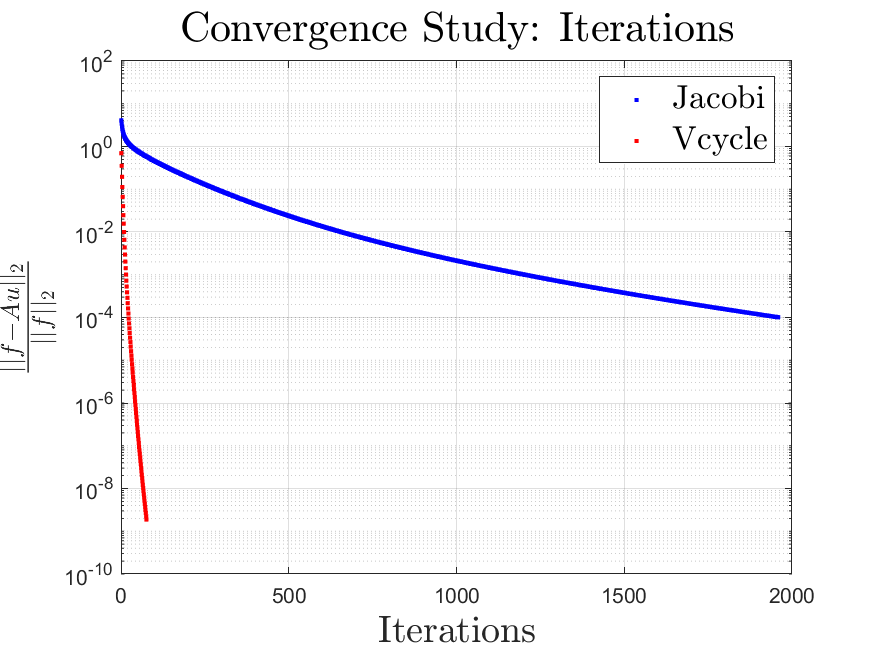 Convergence Study: Iterations
10^2
10^0
10^-2
10^-4
10^-6
10^-8
10^-10
||f−Au||_2
||f||_2
Jacobi
Vcycle
0
500
1000
1500
2000
Iterations